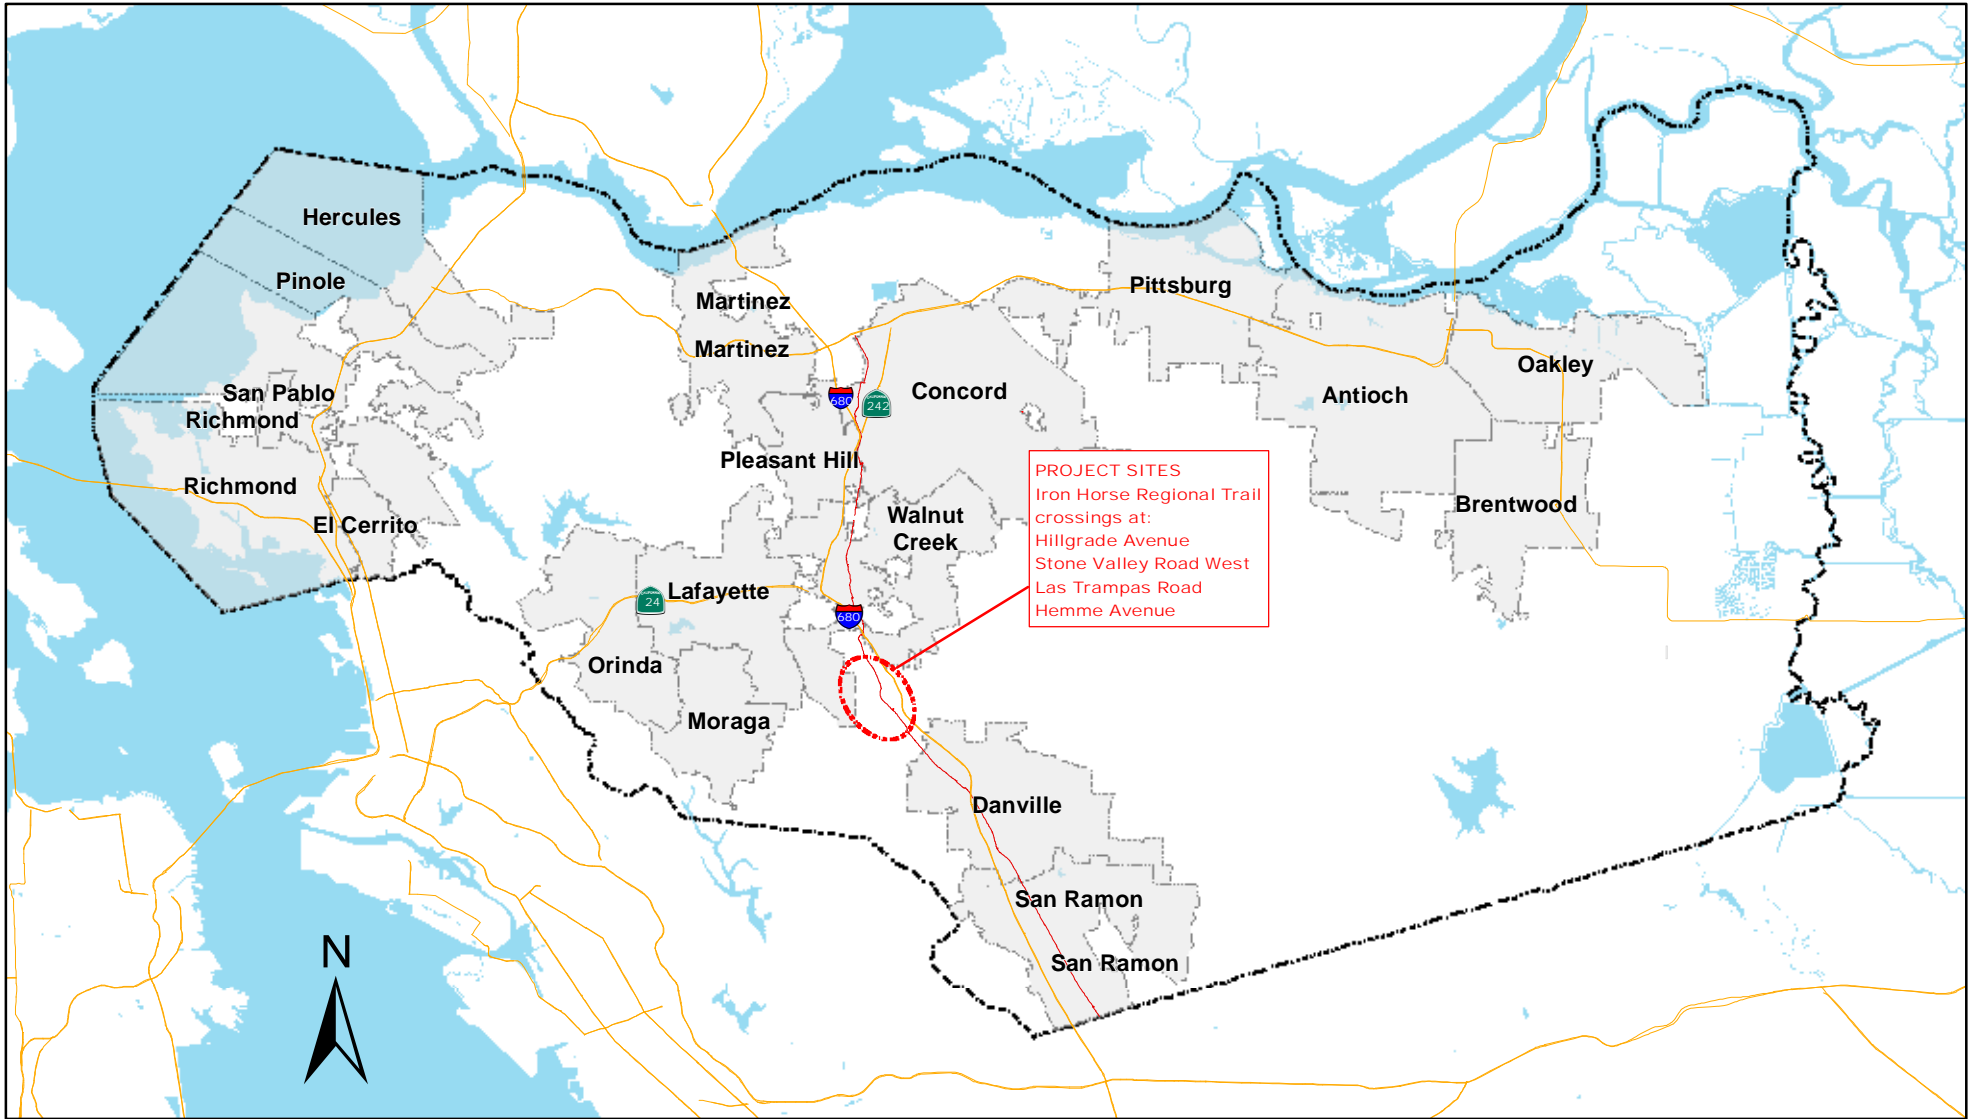 Hercules
Pinole
Martinez
Pittsburg
Martinez
Oakley
San Pablo
Richmond
680
CALIFORNIA
242
Concord
Antioch
Pleasant Hill
PROJECT SITES
Iron Horse Regional Trail
crossings at:
Hillgrade Avenue
Stone Valley Road West
Las Trampas Road
Hemme Avenue
Richmond
El Cerrito
Walnut
Creek
Brentwood
CALIFORNIA
24
Lafayette
680
Orinda
Moraga
Danville
San Ramon
San Ramon
N